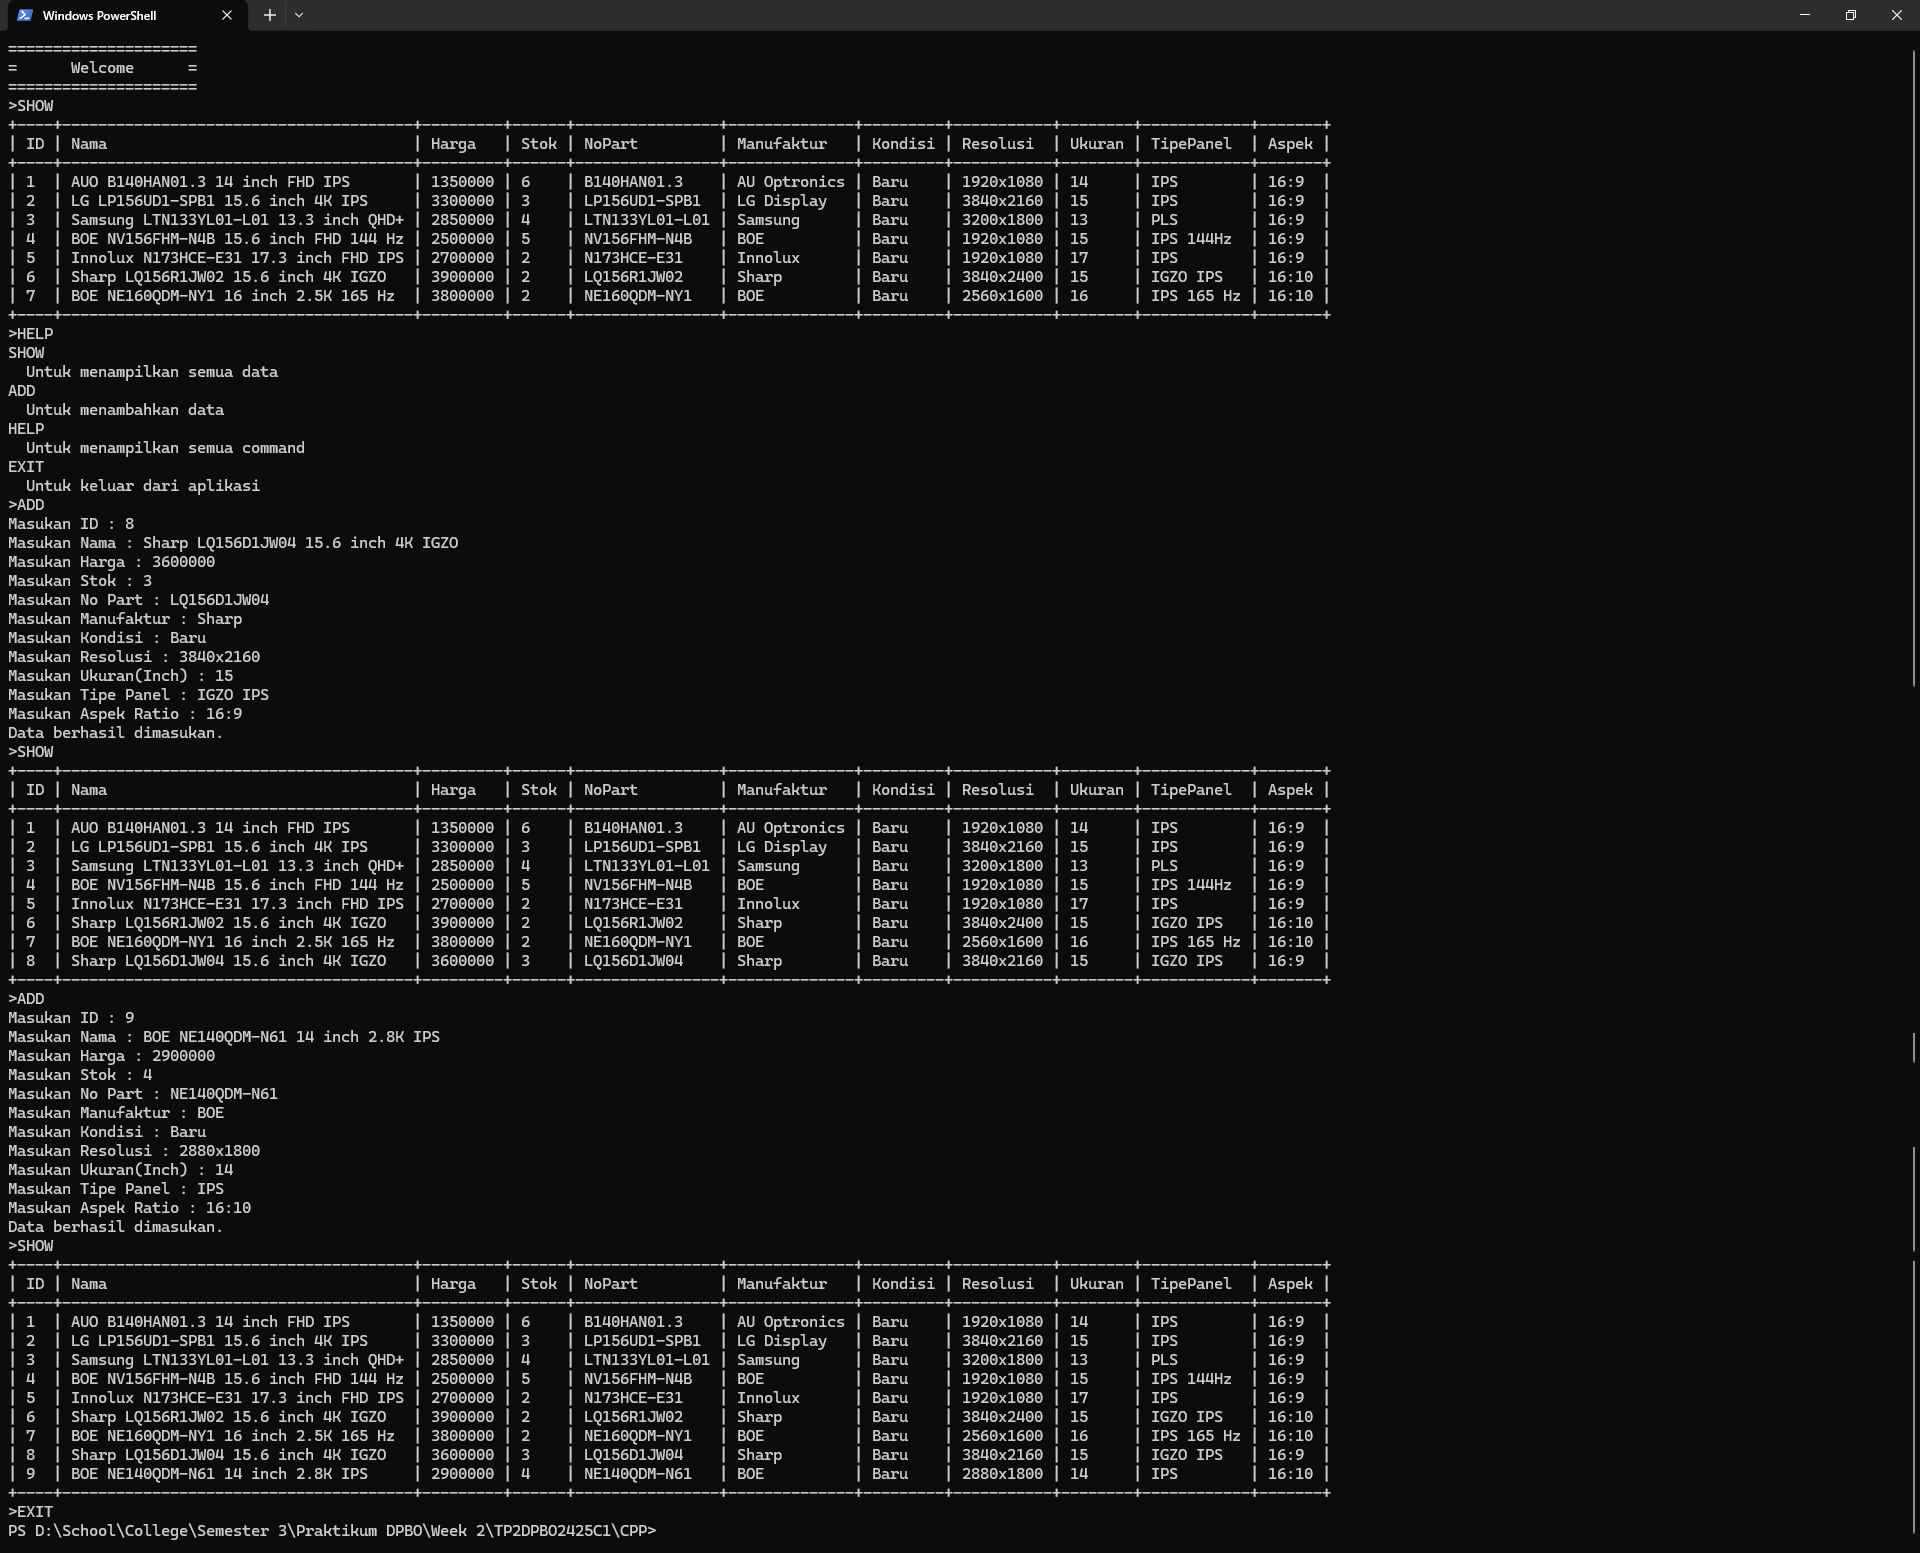 Windows PowerShell
=====================
=      Welcome      =
=====================
>SHOW
+----+---------------------------------------+---------+------+----------------+--------------+---------+-----------+--------+------------+-------+
| ID | Nama                                  | Harga   | Stok | NoPart         | Manufaktur   | Kondisi | Resolusi  | Ukuran | TipePanel  | Aspek |
+----+---------------------------------------+---------+------+----------------+--------------+---------+-----------+--------+------------+-------+
| 1  | AUO B140HAN01.3 14 inch FHD IPS       | 1350000 | 6    | B140HAN01.3    | AU Optronics | Baru    | 1920x1080 | 14     | IPS        | 16:9  |
| 2  | LG LP156UD1-SPB1 15.6 inch 4K IPS     | 3300000 | 3    | LP156UD1-SPB1  | LG Display   | Baru    | 3840x2160 | 15     | IPS        | 16:9  |
| 3  | Samsung LTN133YL01-L01 13.3 inch QHD+ | 2850000 | 4    | LTN133YL01-L01 | Samsung      | Baru    | 3200x1800 | 13     | PLS        | 16:9  |
| 4  | BOE NV156FHM-N4B 15.6 inch FHD 144 Hz | 2500000 | 5    | NV156FHM-N4B   | BOE          | Baru    | 1920x1080 | 15     | IPS 144Hz  | 16:9  |
| 5  | Innolux N173HCE-E31 17.3 inch FHD IPS | 2700000 | 2    | N173HCE-E31    | Innolux      | Baru    | 1920x1080 | 17     | IPS        | 16:9  |
| 6  | Sharp LQ156R1JW02 15.6 inch 4K IGZO   | 3900000 | 2    | LQ156R1JW02    | Sharp        | Baru    | 3840x2400 | 15     | IGZO IPS   | 16:10 |
| 7  | BOE NE160QDM-NY1 16 inch 2.5K 165 Hz  | 3800000 | 2    | NE160QDM-NY1   | BOE          | Baru    | 2560x1600 | 16     | IPS 165 Hz | 16:10 |
+----+---------------------------------------+---------+------+----------------+--------------+---------+-----------+--------+------------+-------+
>HELP
SHOW
  Untuk menampilkan semua data
ADD
  Untuk menambahkan data
HELP
  Untuk menampilkan semua command
EXIT
  Untuk keluar dari aplikasi
>ADD
Masukan ID : 8
Masukan Nama : Sharp LQ156D1JW04 15.6 inch 4K IGZO
Masukan Harga : 3600000
Masukan Stok : 3
Masukan No Part : LQ156D1JW04
Masukan Manufaktur : Sharp
Masukan Kondisi : Baru
Masukan Resolusi : 3840x2160
Masukan Ukuran(Inch) : 15
Masukan Tipe Panel : IGZO IPS
Masukan Aspek Ratio : 16:9
Data berhasil dimasukan.
>SHOW
+----+---------------------------------------+---------+------+----------------+--------------+---------+-----------+--------+------------+-------+
| ID | Nama                                  | Harga   | Stok | NoPart         | Manufaktur   | Kondisi | Resolusi  | Ukuran | TipePanel  | Aspek |
+----+---------------------------------------+---------+------+----------------+--------------+---------+-----------+--------+------------+-------+
| 1  | AUO B140HAN01.3 14 inch FHD IPS       | 1350000 | 6    | B140HAN01.3    | AU Optronics | Baru    | 1920x1080 | 14     | IPS        | 16:9  |
| 2  | LG LP156UD1-SPB1 15.6 inch 4K IPS     | 3300000 | 3    | LP156UD1-SPB1  | LG Display   | Baru    | 3840x2160 | 15     | IPS        | 16:9  |
| 3  | Samsung LTN133YL01-L01 13.3 inch QHD+ | 2850000 | 4    | LTN133YL01-L01 | Samsung      | Baru    | 3200x1800 | 13     | PLS        | 16:9  |
| 4  | BOE NV156FHM-N4B 15.6 inch FHD 144 Hz | 2500000 | 5    | NV156FHM-N4B   | BOE          | Baru    | 1920x1080 | 15     | IPS 144Hz  | 16:9  |
| 5  | Innolux N173HCE-E31 17.3 inch FHD IPS | 2700000 | 2    | N173HCE-E31    | Innolux      | Baru    | 1920x1080 | 17     | IPS        | 16:9  |
| 6  | Sharp LQ156R1JW02 15.6 inch 4K IGZO   | 3900000 | 2    | LQ156R1JW02    | Sharp        | Baru    | 3840x2400 | 15     | IGZO IPS   | 16:10 |
| 7  | BOE NE160QDM-NY1 16 inch 2.5K 165 Hz  | 3800000 | 2    | NE160QDM-NY1   | BOE          | Baru    | 2560x1600 | 16     | IPS 165 Hz | 16:10 |
| 8  | Sharp LQ156D1JW04 15.6 inch 4K IGZO   | 3600000 | 3    | LQ156D1JW04    | Sharp        | Baru    | 3840x2160 | 15     | IGZO IPS   | 16:9  |
+----+---------------------------------------+---------+------+----------------+--------------+---------+-----------+--------+------------+-------+
>ADD
Masukan ID : 9
Masukan Nama : BOE NE140QDM-N61 14 inch 2.8K IPS
Masukan Harga : 2900000
Masukan Stok : 4
Masukan No Part : NE140QDM-N61
Masukan Manufaktur : BOE
Masukan Kondisi : Baru
Masukan Resolusi : 2880x1800
Masukan Ukuran(Inch) : 14
Masukan Tipe Panel : IPS
Masukan Aspek Ratio : 16:10
Data berhasil dimasukan.
>SHOW
+----+---------------------------------------+---------+------+----------------+--------------+---------+-----------+--------+------------+-------+
| ID | Nama                                  | Harga   | Stok | NoPart         | Manufaktur   | Kondisi | Resolusi  | Ukuran | TipePanel  | Aspek |
+----+---------------------------------------+---------+------+----------------+--------------+---------+-----------+--------+------------+-------+
| 1  | AUO B140HAN01.3 14 inch FHD IPS       | 1350000 | 6    | B140HAN01.3    | AU Optronics | Baru    | 1920x1080 | 14     | IPS        | 16:9  |
| 2  | LG LP156UD1-SPB1 15.6 inch 4K IPS     | 3300000 | 3    | LP156UD1-SPB1  | LG Display   | Baru    | 3840x2160 | 15     | IPS        | 16:9  |
| 3  | Samsung LTN133YL01-L01 13.3 inch QHD+ | 2850000 | 4    | LTN133YL01-L01 | Samsung      | Baru    | 3200x1800 | 13     | PLS        | 16:9  |
| 4  | BOE NV156FHM-N4B 15.6 inch FHD 144 Hz | 2500000 | 5    | NV156FHM-N4B   | BOE          | Baru    | 1920x1080 | 15     | IPS 144Hz  | 16:9  |
| 5  | Innolux N173HCE-E31 17.3 inch FHD IPS | 2700000 | 2    | N173HCE-E31    | Innolux      | Baru    | 1920x1080 | 17     | IPS        | 16:9  |
| 6  | Sharp LQ156R1JW02 15.6 inch 4K IGZO   | 3900000 | 2    | LQ156R1JW02    | Sharp        | Baru    | 3840x2400 | 15     | IGZO IPS   | 16:10 |
| 7  | BOE NE160QDM-NY1 16 inch 2.5K 165 Hz  | 3800000 | 2    | NE160QDM-NY1   | BOE          | Baru    | 2560x1600 | 16     | IPS 165 Hz | 16:10 |
| 8  | Sharp LQ156D1JW04 15.6 inch 4K IGZO   | 3600000 | 3    | LQ156D1JW04    | Sharp        | Baru    | 3840x2160 | 15     | IGZO IPS   | 16:9  |
| 9  | BOE NE140QDM-N61 14 inch 2.8K IPS     | 2900000 | 4    | NE140QDM-N61   | BOE          | Baru    | 2880x1800 | 14     | IPS        | 16:10 |
+----+---------------------------------------+---------+------+----------------+--------------+---------+-----------+--------+------------+-------+
>EXIT
PS D:\School\College\Semester 3\Praktikum DPBO\Week 2\TP2DPBO2425C1\CPP>